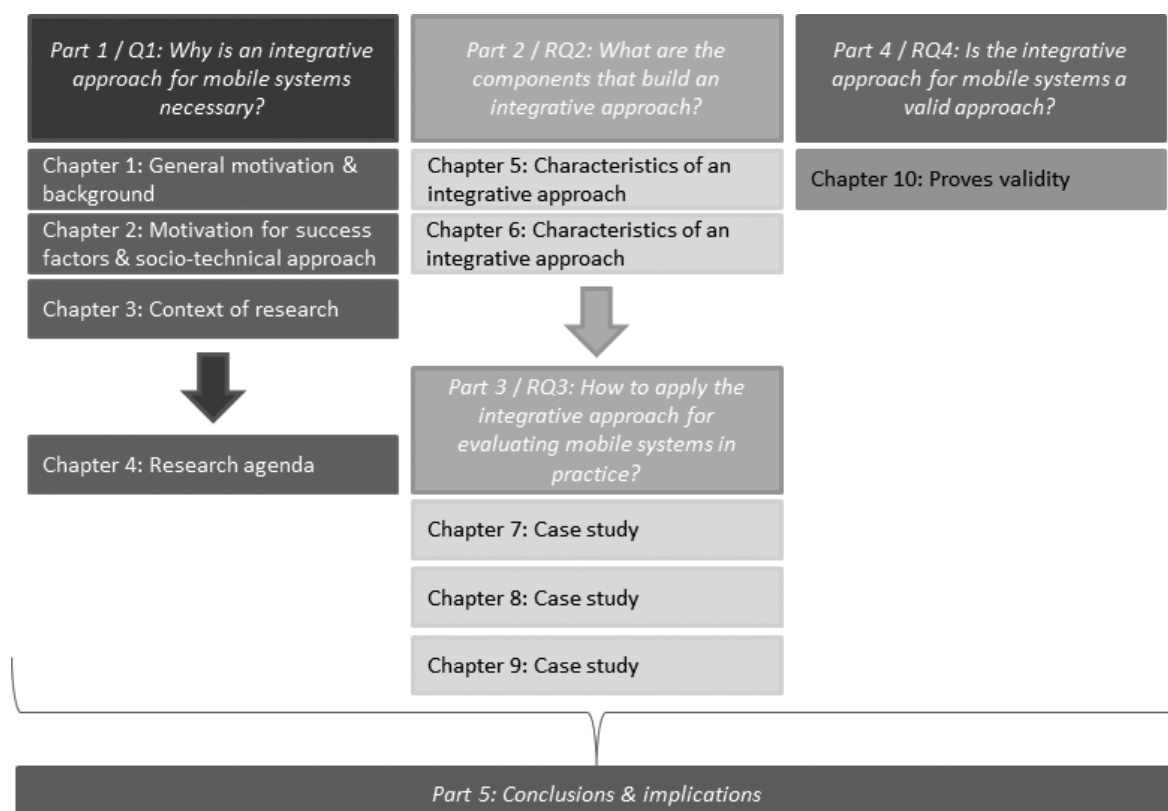 Part 1 / Q1: Why is an integrative
approach for mobile systems
necessary?
Chapter 1: General motivation &
background
Chapter 2: Motivation for success
factors & socio-technical approach
Chapter 3: Context of research
Chapter 4: Research agenda
Part 2 / RQ2: What are the
components that build an
integrative approach?
Chapter 5: Characteristics of an
integrative approach
Chapter 6: Characteristics of an
integrative approach
Part 3 / RQ3: How to apply the
integrative approach for
evaluating mobile systems in
practice?
Chapter 7: Case study
Chapter 8: Case study
Chapter 9: Case study
Part 4 / RQ4: Is the integrative
approach for mobile systems a
valid approach?
Chapter 10: Proves validity
Part 5: Conclusions & implications